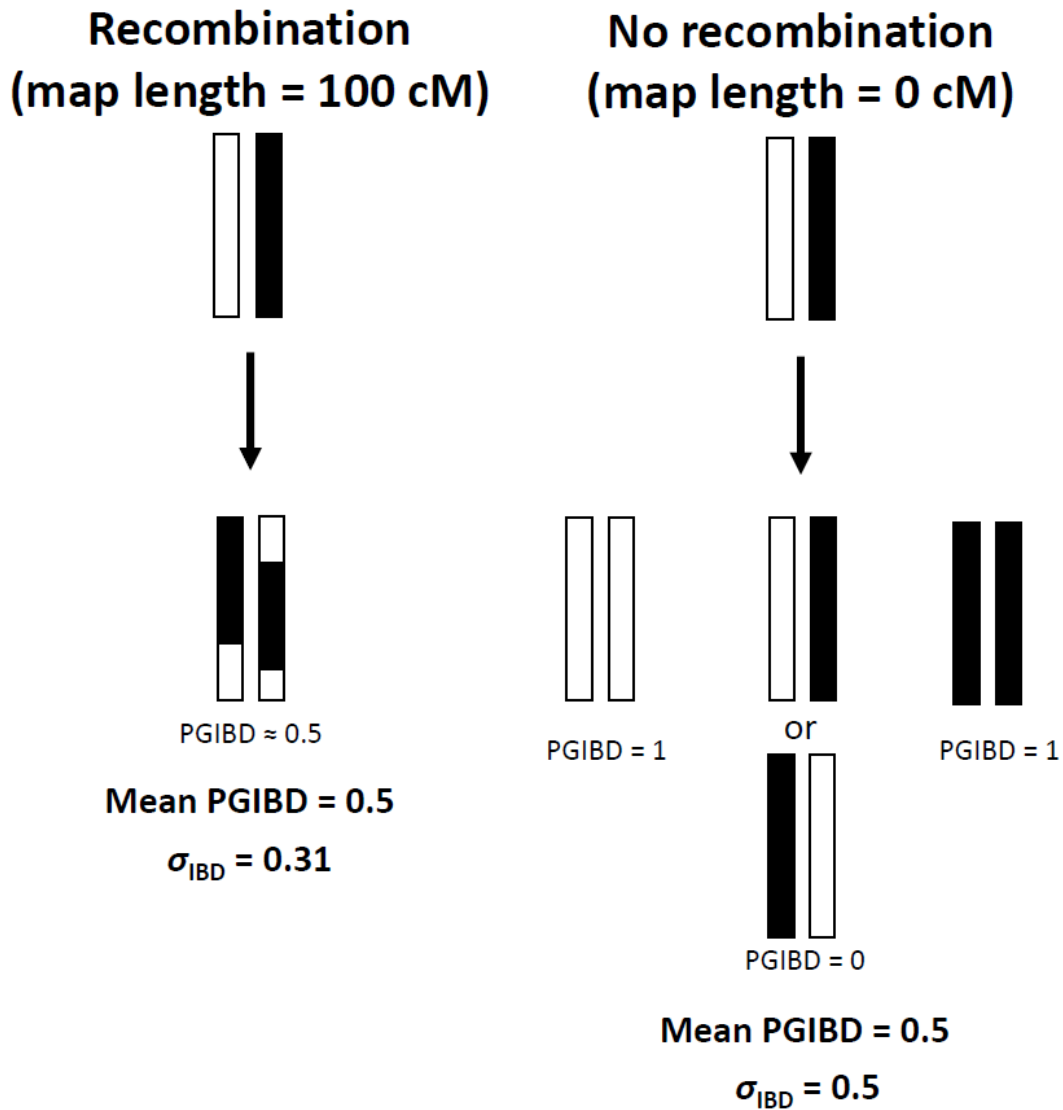 Recombination
(map length = 100 cM)
PGIBD ≈ 0.5
Mean PGIBD = 0.5
σIBD = 0.31
No recombination
(map length = 0 cM)
PGIBD = 1
or
PGIBD = 0
PGIBD = 1
Mean PGIBD = 0.5
σIBD = 0.5